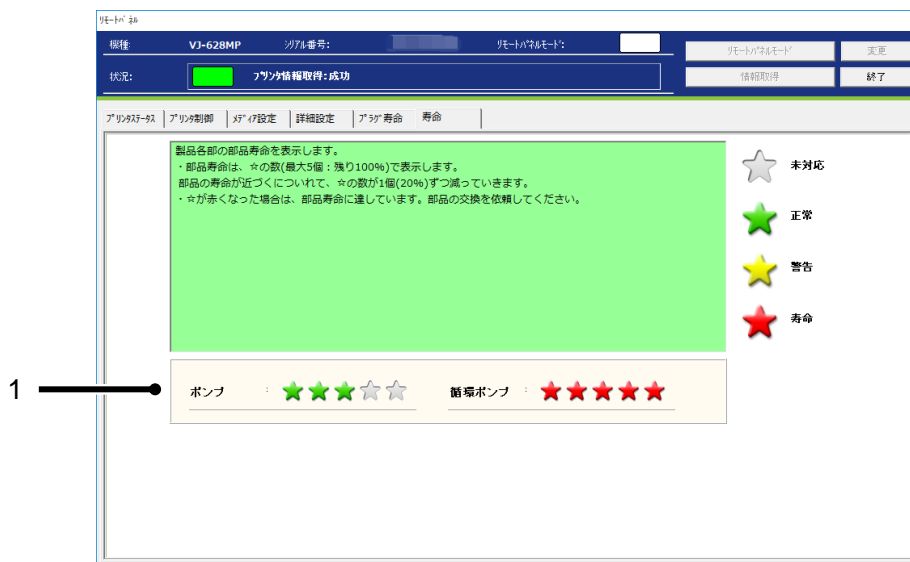 リモートパネル
機種: VJ-628MP シリアル番号: リモートパネルモード: リモートパネルモード 変更
状況: プリンタ情報取得:成功 情報取得 終了
プリンタステータス プリンタ制御 メディア設定 詳細設定 プラグ寿命 寿命
製品各部の部品寿命を表示します。
・部品寿命は、☆の数(最大5個:残り100%)で表示します。
部品の寿命が近づくについれて、☆の数が1個(20%)ずつ減っていきます。
・☆が赤くなった場合は、部品寿命に達しています。部品の交換を依頼してください。
未対応
正常
警告
寿命
1
ポンプ : 循環ポンプ :